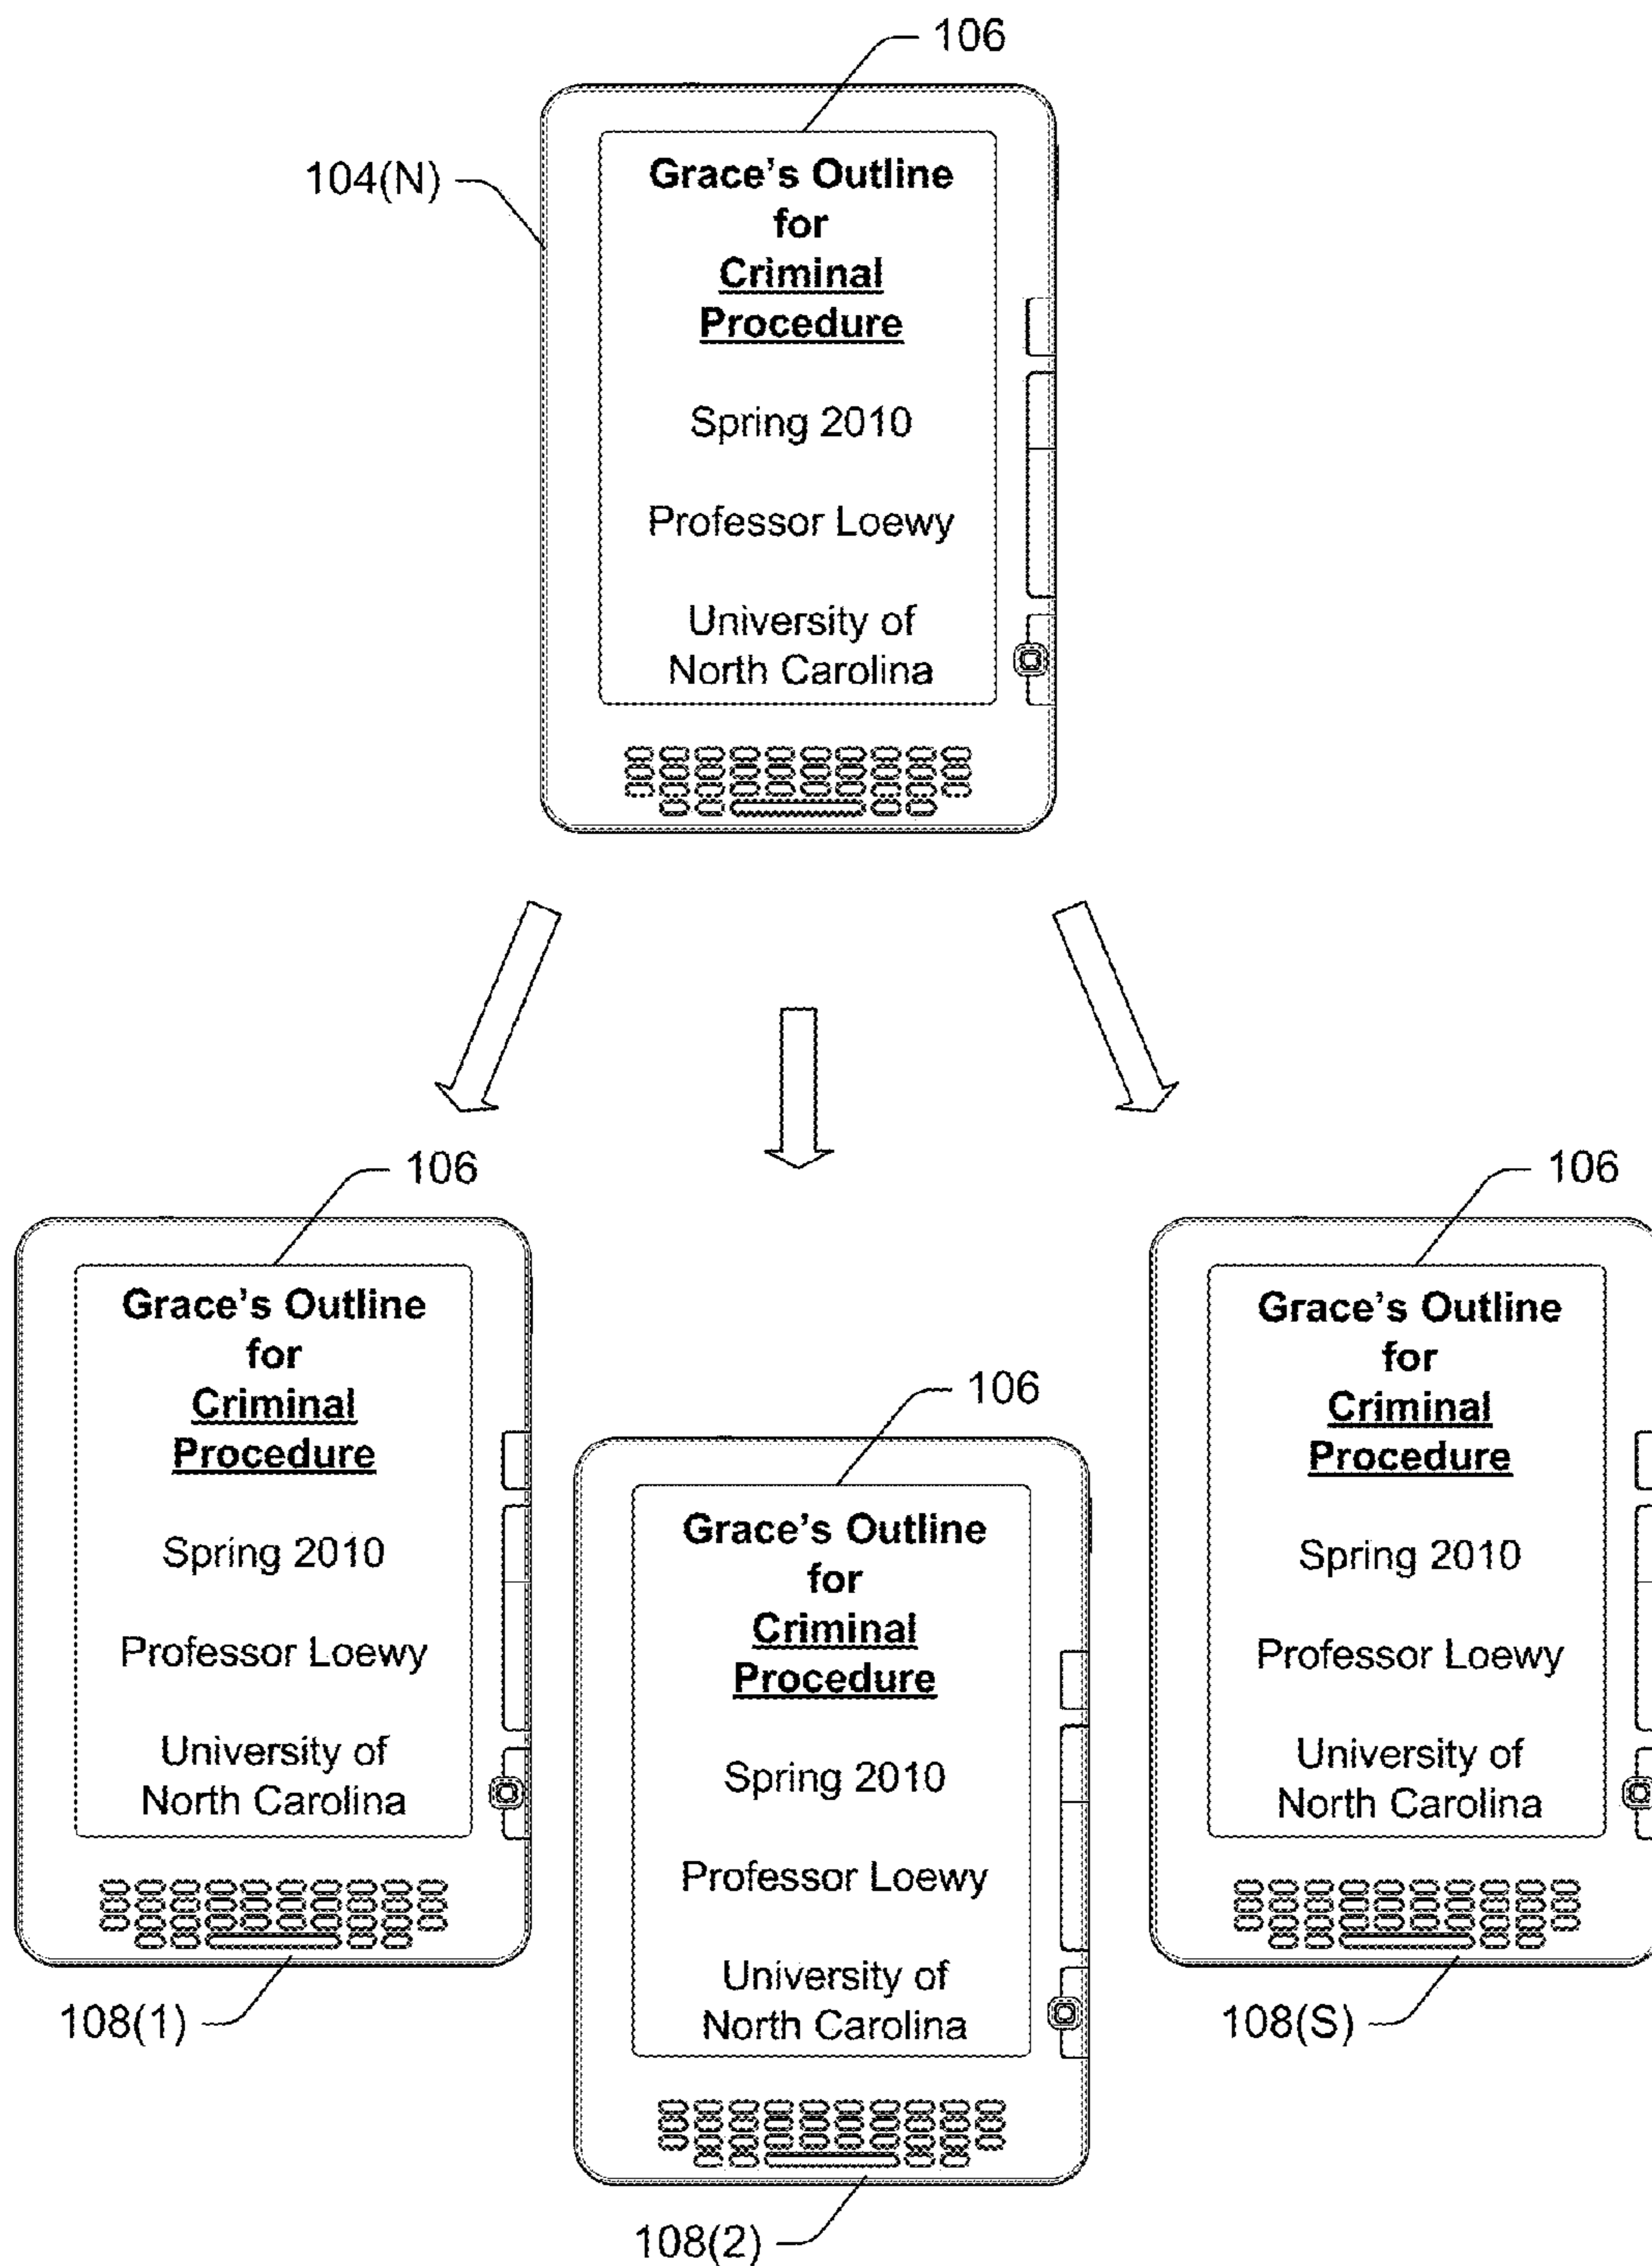 106
104(N)
Grace's Outline
for
Criminal
Procedure
Spring 2010
Professor Loewy
University of
North Carolina
106
Grace's Outline
for
Criminal
Procedure
Spring 2010
Professor Loewy
University of
North Carolina
108(1)
106
Grace's Outline
for
Criminal
Procedure
Spring 2010
Professor Loewy
University of
North Carolina
108(2)
106
Grace's Outline
for
Criminal
Procedure
Spring 2010
Professor Loewy
University of
North Carolina
108(S)